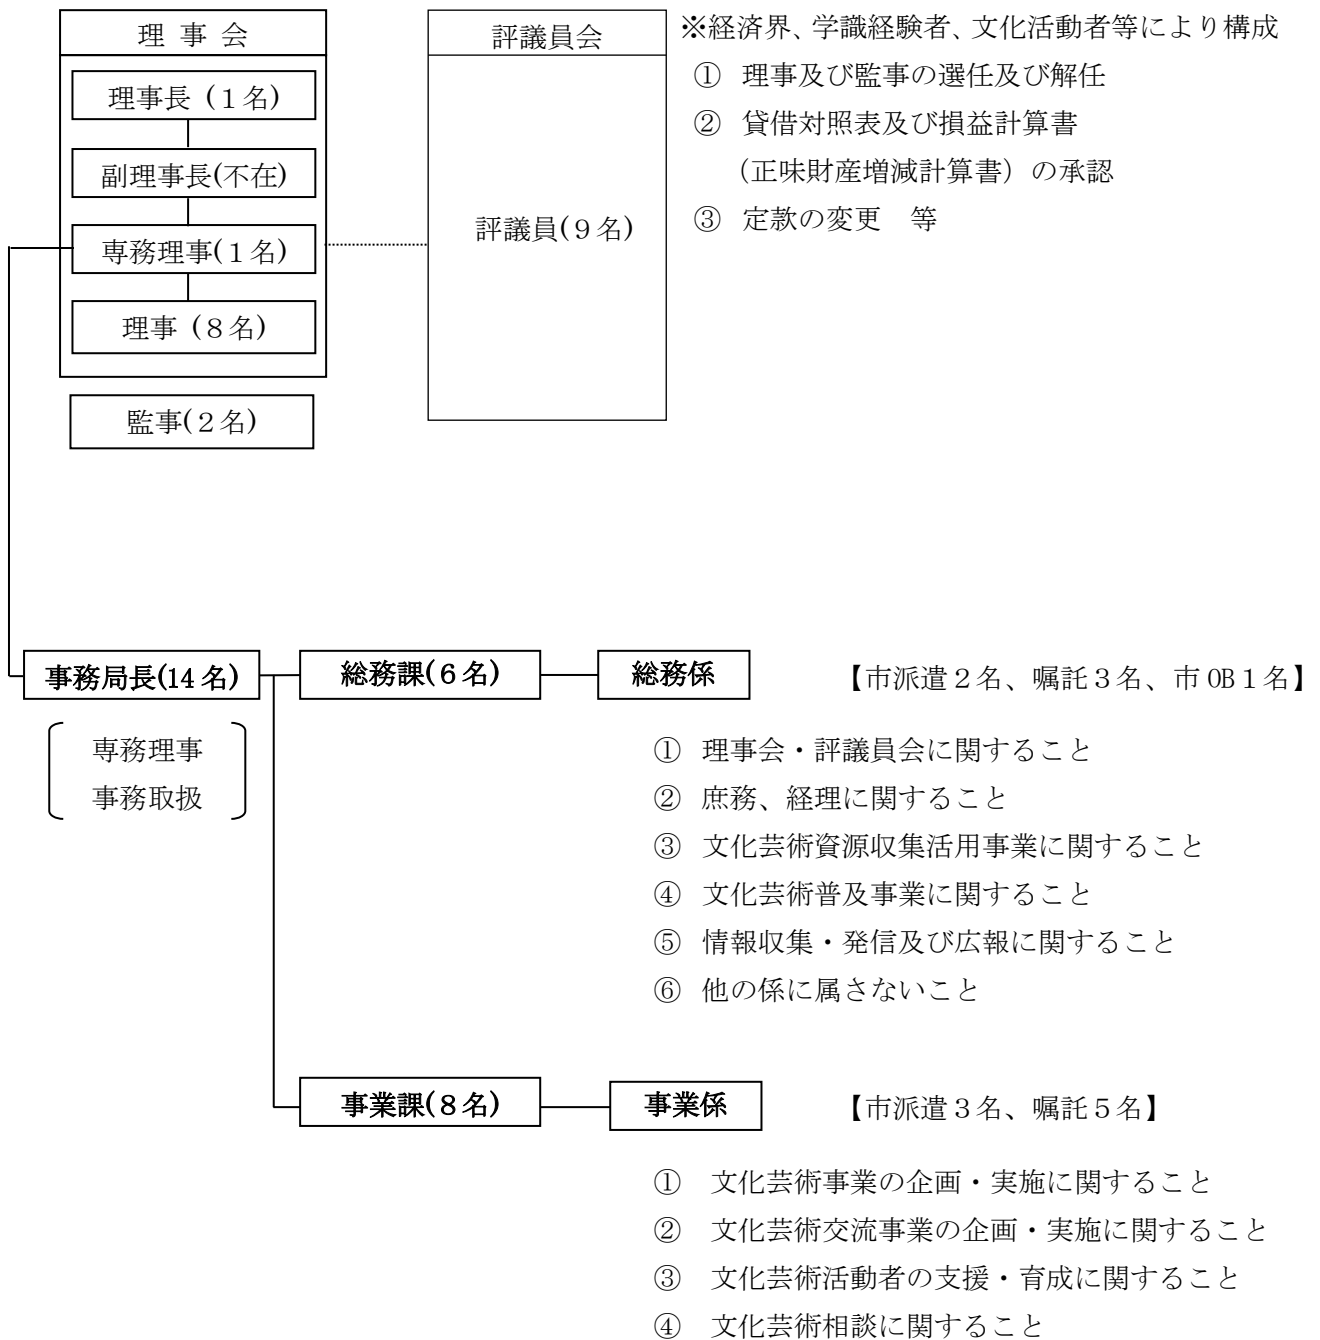 理 事 会
理事長（１名）
副理事長(不在)
専務理事(１名)
理事（８名）
監事(２名)
評議員会
評議員(９名)
※経済界、学識経験者、文化活動者等により構成
① 理事及び監事の選任及び解任
② 貸借対照表及び損益計算書
（正味財産増減計算書）の承認
③ 定款の変更　等
事務局長(14 名)
専務理事
事務取扱
総務課(６名)
総務係
【市派遣２名、嘱託３名、市 OB１名】
① 理事会・評議員会に関すること
② 庶務、経理に関すること
③ 文化芸術資源収集活用事業に関すること
④ 文化芸術普及事業に関すること
⑤ 情報収集・発信及び広報に関すること
⑥ 他の係に属さないこと
事業課(８名)
事業係
【市派遣３名、嘱託５名】
① 文化芸術事業の企画・実施に関すること
② 文化芸術交流事業の企画・実施に関すること
③ 文化芸術活動者の支援・育成に関すること
④ 文化芸術相談に関すること